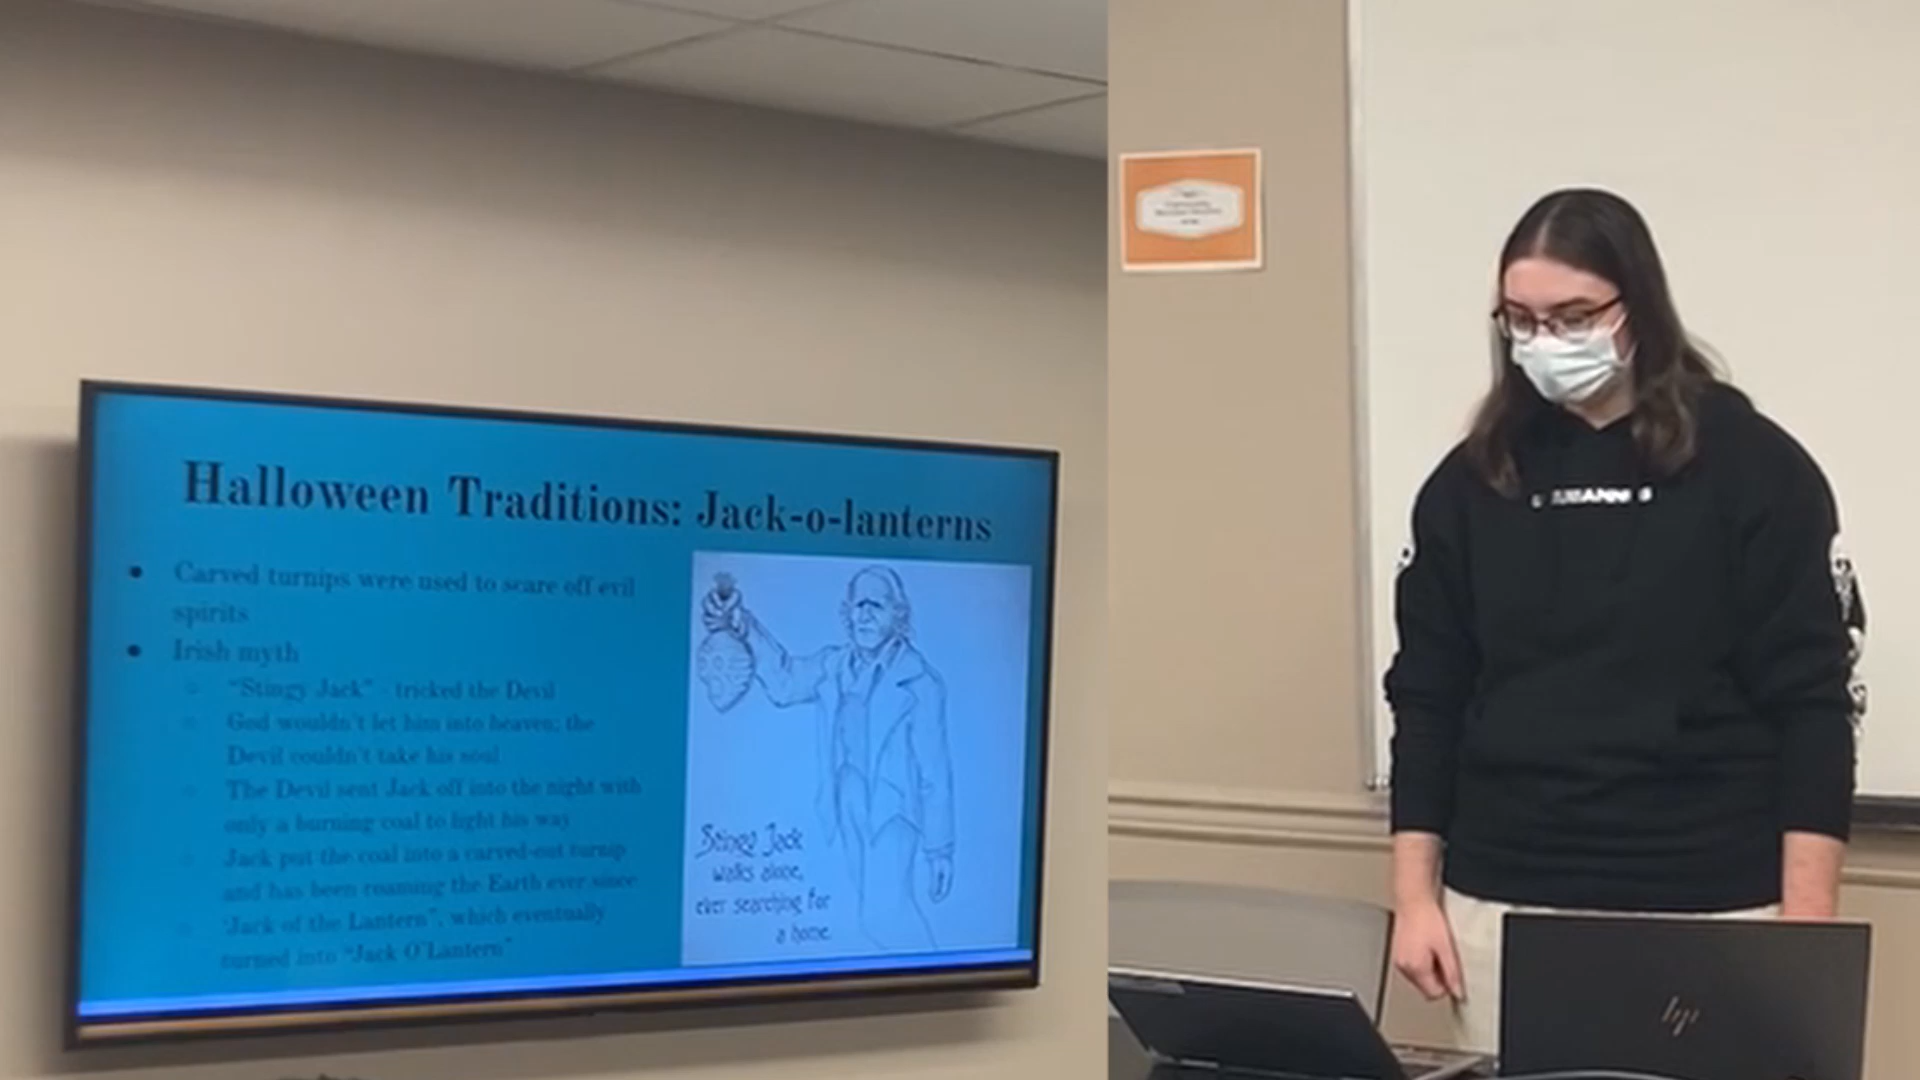 Halloween Traditions: Jack-o-lanterns
Carved turnips were used to scare off evil
spirits
Irish myth
"Stingy Jack" - tricked the Devil
God wouldn't let him into heaven; the
Devil couldn't take his soul
The Devil sent Jack off into the night with
only a burning coal to light his way
Jack put the coal into a carved-out turnip
and has been roaming the Earth ever since
"Jack of the Lantern", which eventually
turned into "Jack O'Lantern"
Stingy Jack
walks alone,
ever searching for
a home.
hp